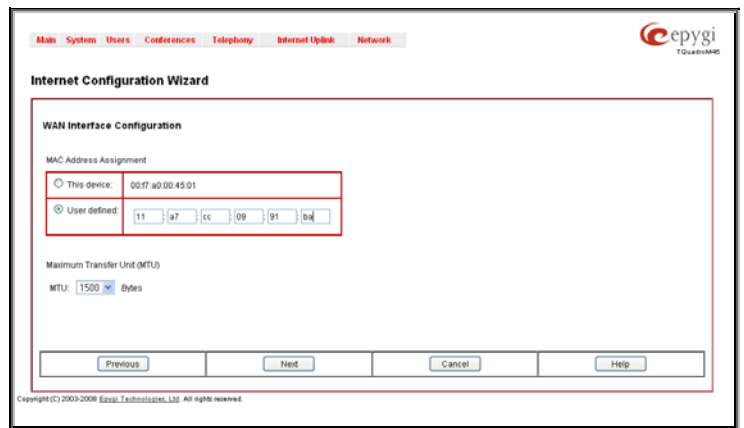 Main System Users Conferences Telephony Internet Uplink Network
epygi
TQuadroM46
Internet Configuration Wizard
WAN Interface Configuration
MAC Address Assignment
This device: 00:f7:a0:00:45:01
User defined: 11 : a7 : cc : 09 : 91 : ba
Maximum Transfer Unit (MTU)
MTU: 1500 Bytes
Previous Next Cancel Help
Copyright (C) 2003-2008 Epygi Technologies, Ltd. All rights reserved.